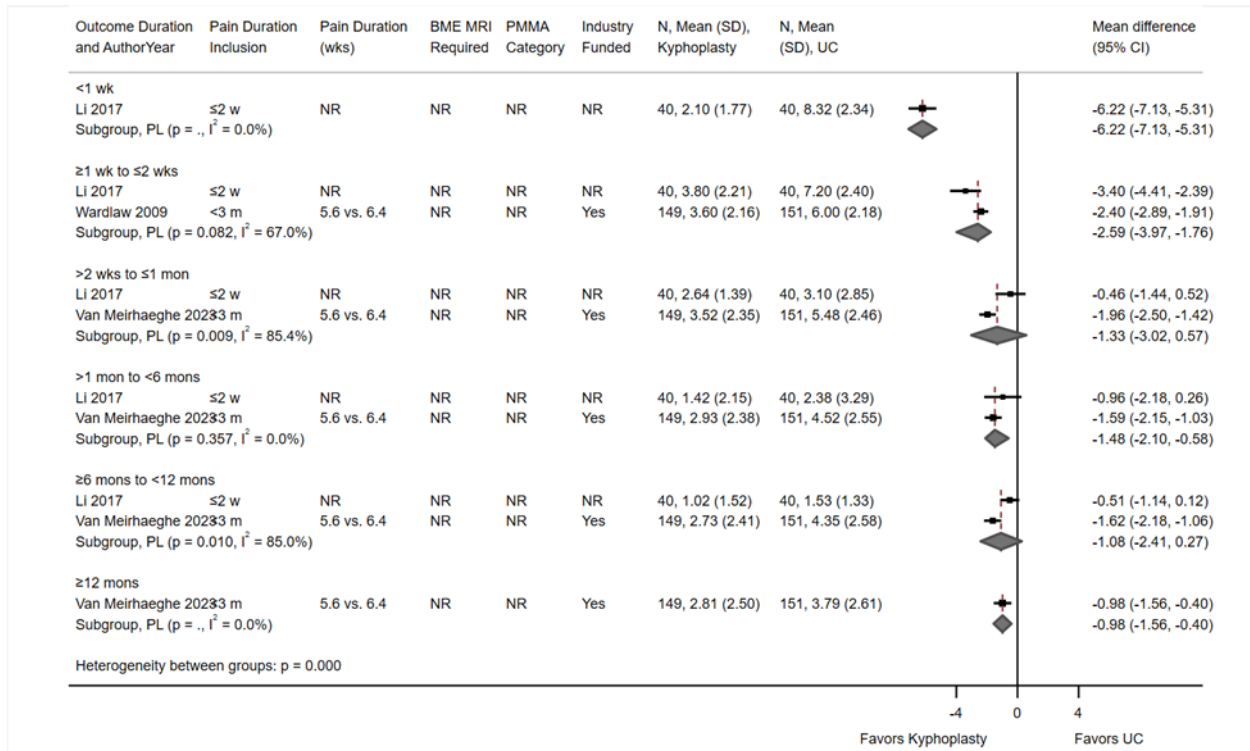 Outcome Duration and AuthorYear Pain Duration Inclusion Pain Duration (wks) BME MRI Required PMMA Category Industry Funded N, Mean (SD), Kyphoplasty N, Mean (SD), UC Mean difference (95% CI)
<1 wk
Li 2017 ≤2 w NR NR NR NR 40, 2.10 (1.77) 40, 8.32 (2.34) -6.22 (-7.13, -5.31)
Subgroup, PL (p = ., I² = 0.0%) -6.22 (-7.13, -5.31)
≥1 wk to ≤2 wks
Li 2017 ≤2 w NR NR NR NR 40, 3.80 (2.21) 40, 7.20 (2.40) -3.40 (-4.41, -2.39)
Wardlaw 2009 <3 m 5.6 vs. 6.4 NR NR Yes 149, 3.60 (2.16) 151, 6.00 (2.18) -2.40 (-2.89, -1.91)
Subgroup, PL (p = 0.082, I² = 67.0%) -2.59 (-3.97, -1.76)
>2 wks to ≤1 mon
Li 2017 ≤2 w NR NR NR NR 40, 2.64 (1.39) 40, 3.10 (2.85) -0.46 (-1.44, 0.52)
Van Meirhaeghe 202 3 m 5.6 vs. 6.4 NR NR Yes 149, 3.52 (2.35) 151, 5.48 (2.46) -1.96 (-2.50, -1.42)
Subgroup, PL (p = 0.009, I² = 85.4%) -1.33 (-3.02, 0.57)
>1 mon to <6 mons
Li 2017 ≤2 w NR NR NR NR 40, 1.42 (2.15) 40, 2.38 (3.29) -0.96 (-2.18, 0.26)
Van Meirhaeghe 202 3 m 5.6 vs. 6.4 NR NR Yes 149, 2.93 (2.38) 151, 4.52 (2.55) -1.59 (-2.15, -1.03)
Subgroup, PL (p = 0.357, I² = 0.0%) -1.48 (-2.10, -0.58)
≥6 mons to <12 mons
Li 2017 ≤2 w NR NR NR NR 40, 1.02 (1.52) 40, 1.53 (1.33) -0.51 (-1.14, 0.12)
Van Meirhaeghe 202 3 m 5.6 vs. 6.4 NR NR Yes 149, 2.73 (2.41) 151, 4.35 (2.58) -1.62 (-2.18, -1.06)
Subgroup, PL (p = 0.010, I² = 85.0%) -1.08 (-2.41, 0.27)
≥12 mons
Van Meirhaeghe 202 3 m 5.6 vs. 6.4 NR NR Yes 149, 2.81 (2.50) 151, 3.79 (2.61) -0.98 (-1.56, -0.40)
Subgroup, PL (p = ., I² = 0.0%) -0.98 (-1.56, -0.40)
Heterogeneity between groups: p = 0.000
-4 0 4
Favors Kyphoplasty Favors UC